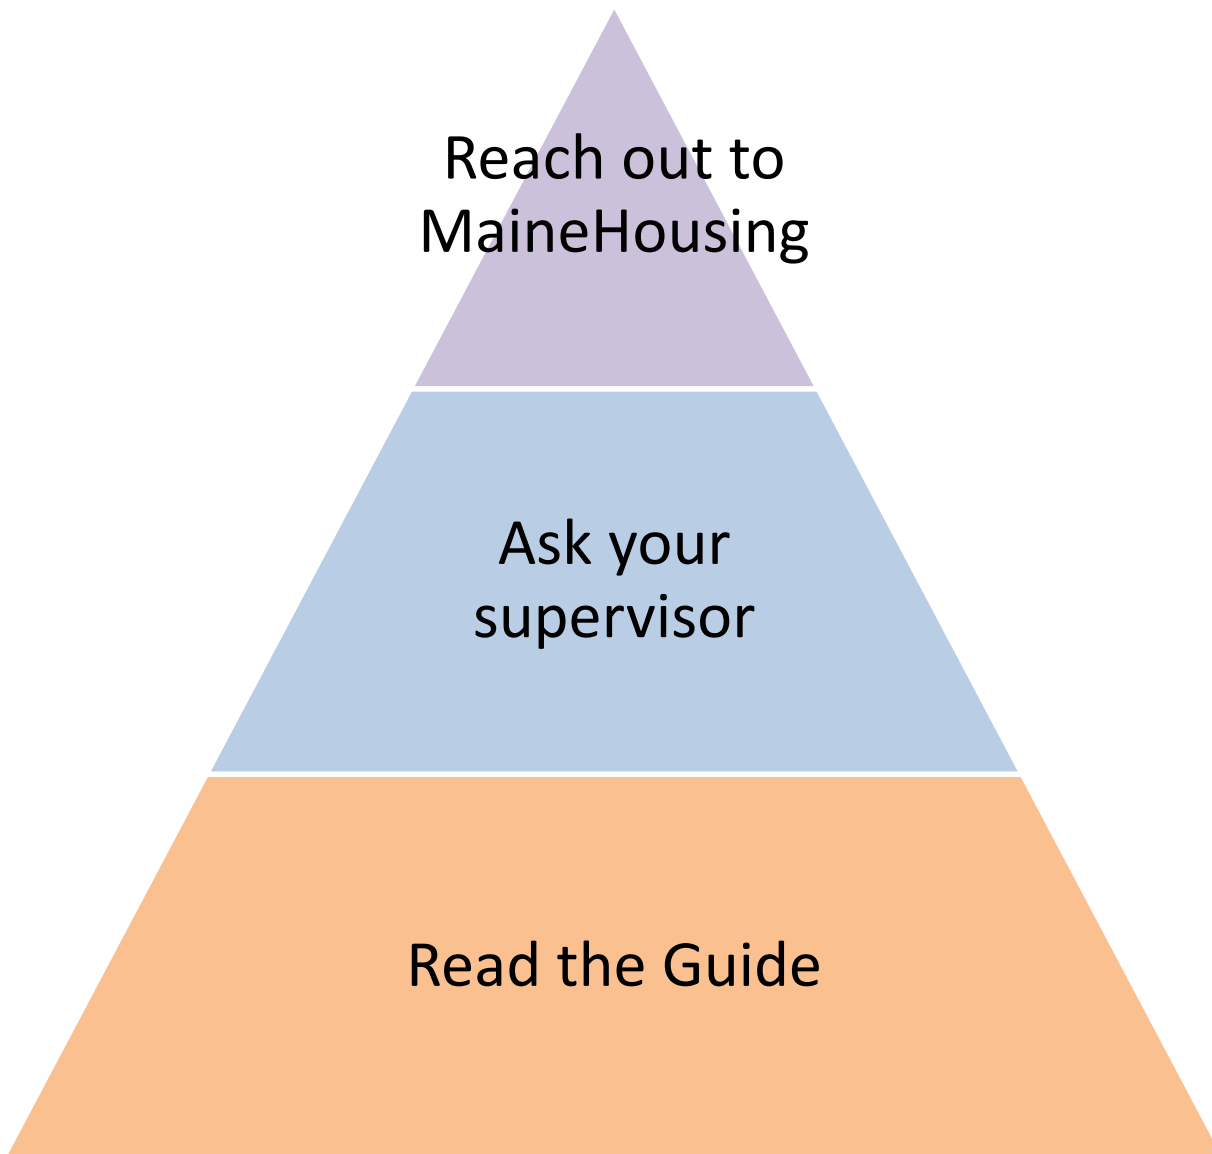 Reach out to
MaineHousing
Ask your
supervisor
Read the Guide